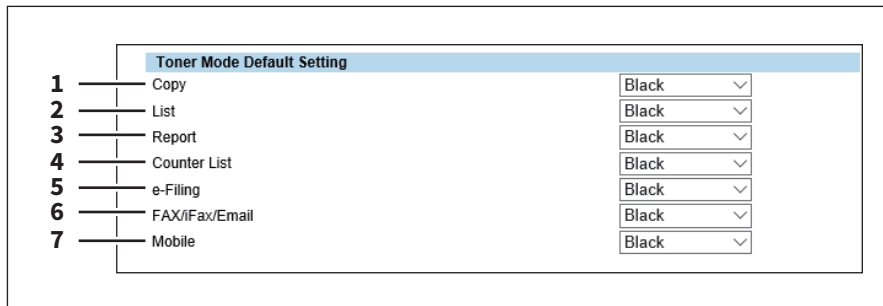 Toner Mode Default Setting
1 Copy Black
2 List Black
3 Report Black
4 Counter List Black
5 e-Filing Black
6 FAX/iFax/Email Black
7 Mobile Black